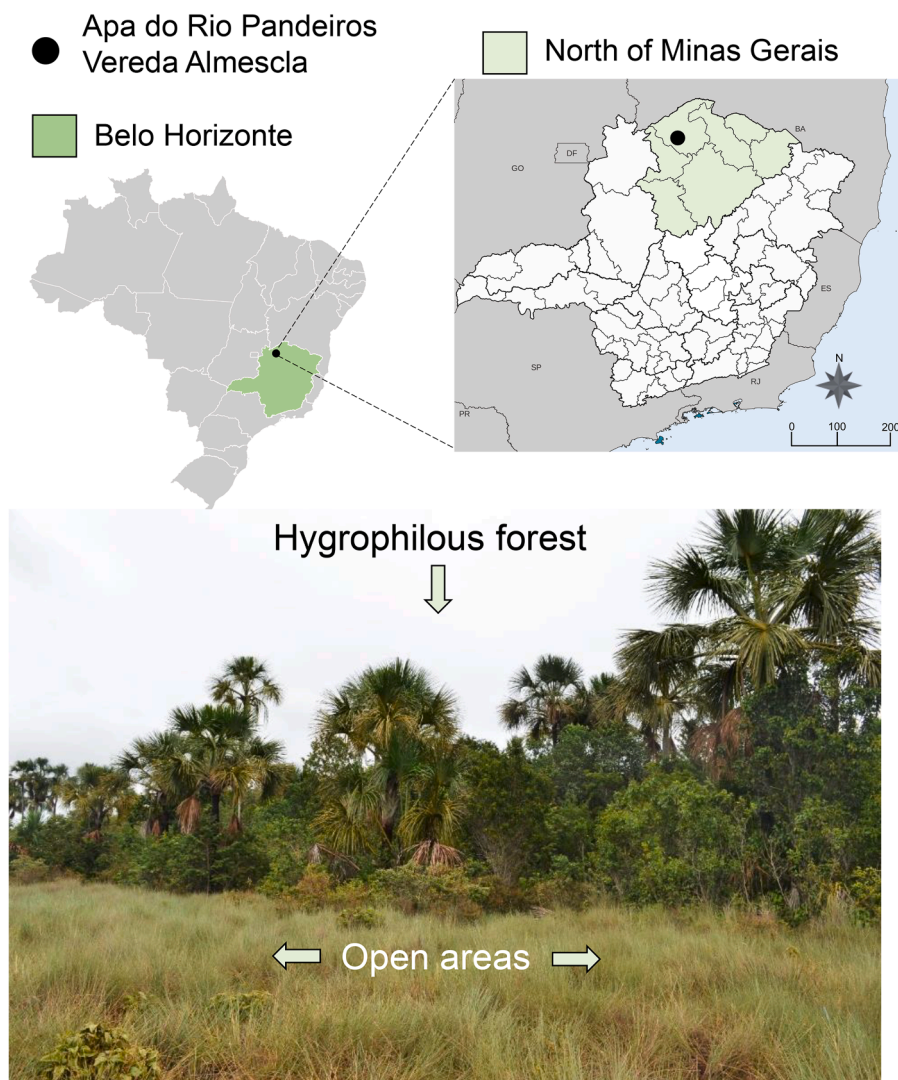 Apa do Rio Pandeiros
Vereda Almescla
North of Minas Gerais
Belo Horizonte
BA
DF
GO
ES
SP
N
RJ
PR
0 100 200
Hygrophilous forest
Open areas